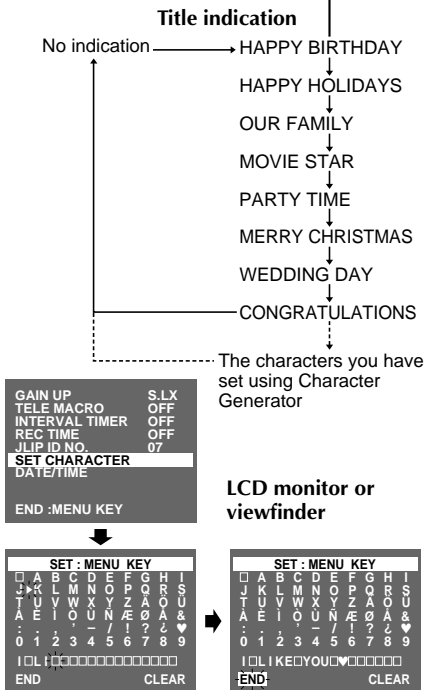 Title indication
No indication
HAPPY BIRTHDAY
HAPPY HOLIDAYS
OUR FAMILY
MOVIE STAR
PARTY TIME
MERRY CHRISTMAS
WEDDING DAY
CONGRATULATIONS
The characters you have
set using Character
Generator
GAIN UP S.LX
TELE MACRO OFF
INTERVAL TIMER OFF
REC TIME OFF
JLIP ID NO. 07
SET CHARACTER
DATE/TIME
END :MENU KEY
LCD monitor or
viewfinder
SET : MENU KEY
□ A B C D E F G H I
J K L M N O P Q R S
T U V W X Y Z Ä Ö Ü
À È Ì Ò Ù Ñ Æ Ø Å &
: . , ' – / ! ? ¿ ♥
0 1 2 3 4 5 6 7 8 9
I□LI□□□□□□□□□□□□□□
END CLEAR
SET : MENU KEY
□ A B C D E F G H I
J K L M N O P Q R S
T U V W X Y Z Ä Ö Ü
À È Ì Ò Ù Ñ Æ Ø Å &
: . , ' – / ! ? ¿ ♥
0 1 2 3 4 5 6 7 8 9
I□LIKE□YOU□♥□□□□□□
END CLEAR